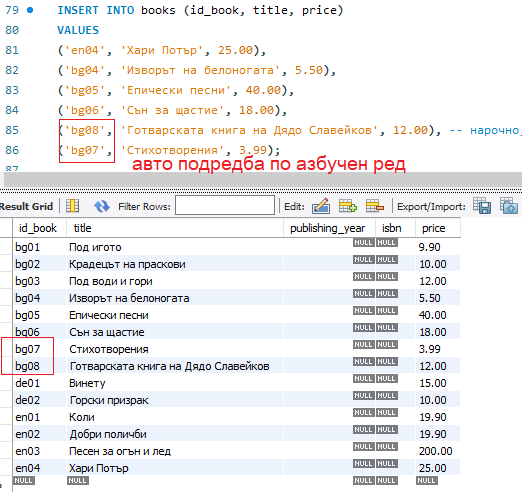 79 INSERT INTO books (id_book, title, price)
80 VALUES
81 ('en04', 'Хари Потър', 25.00),
82 ('bg04', 'Изворът на белоногата', 5.50),
83 ('bg05', 'Епически песни', 40.00),
84 ('bg06', 'Сън за щастие', 18.00),
85 ('bg08', 'Готварската книга на Дядо Славейков', 12.00), -- нарочно,
86 ('bg07', 'Стихотворения', 3.99);
87 авто подредба по азбучен ред
Result Grid Filter Rows: Edit: Export/Import:
id_book title publishing_year isbn price
bg01 Под игото NULL NULL 9.90
bg02 Крадецът на праскови NULL NULL 10.00
bg03 Под води и гори NULL NULL 12.00
bg04 Изворът на белоногата NULL NULL 5.50
bg05 Епически песни NULL NULL 40.00
bg06 Сън за щастие NULL NULL 18.00
bg07 Стихотворения NULL NULL 3.99
bg08 Готварската книга на Дядо Славейков NULL NULL 12.00
de01 Винету NULL NULL 15.00
de02 Горски призрак NULL NULL 10.00
en01 Коли NULL NULL 19.90
en02 Добри поличби NULL NULL 19.90
en03 Песен за огън и лед NULL NULL 200.00
en04 Хари Потър NULL NULL 25.00
NULL NULL NULL NULL NULL